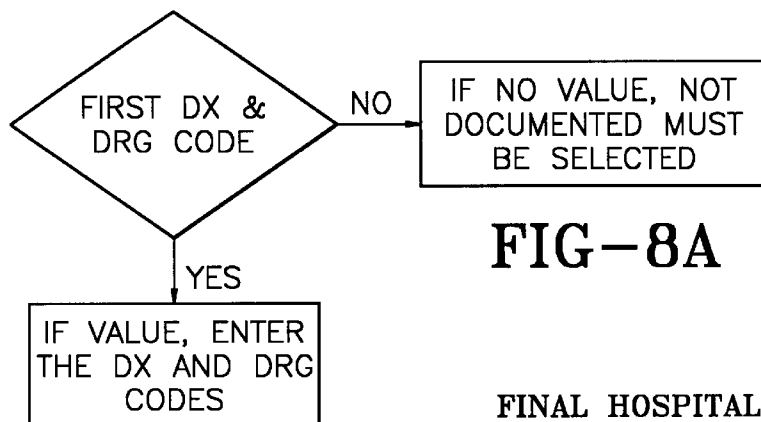 FIRST DX &
DRG CODE
NO
IF NO VALUE, NOT
DOCUMENTED MUST
BE SELECTED
FIG-8A
YES
IF VALUE, ENTER
THE DX AND DRG
CODES
FINAL HOSPITAL